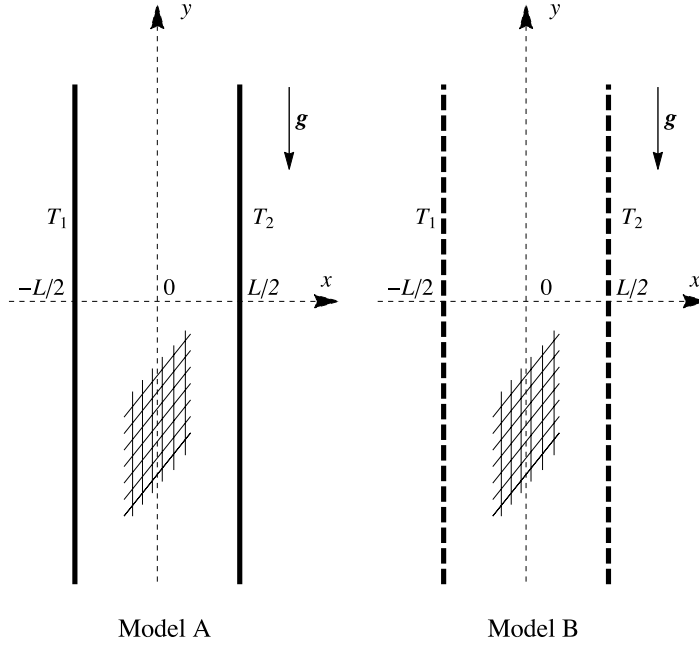 y y
g g
T₁ T₂ T₁ T₂
−L/2 0 L/2 x −L/2 0 L/2 x
Model A Model B